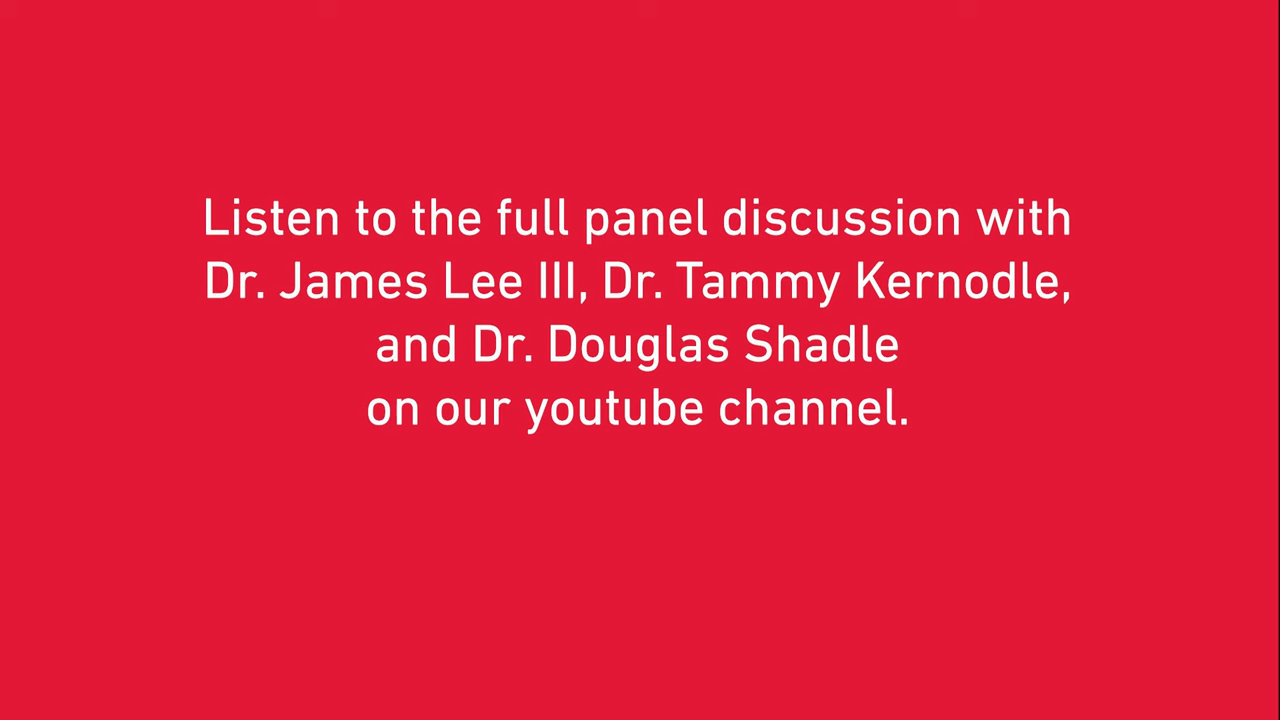 Listen to the full panel discussion with
Dr. James Lee III, Dr. Tammy Kernodle,
and Dr. Douglas Shadle
on our youtube channel.